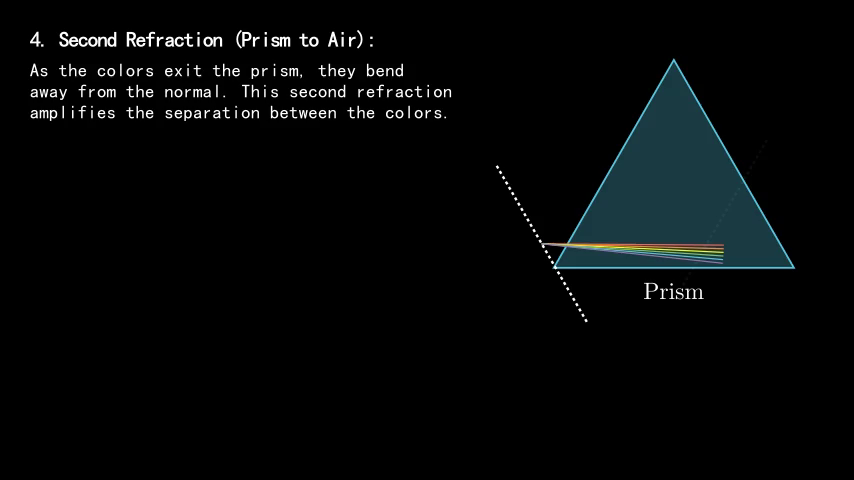 4. Second Refraction (Prism to Air):
As the colors exit the prism, they bend
away from the normal. This second refraction
amplifies the separation between the colors.
Prism